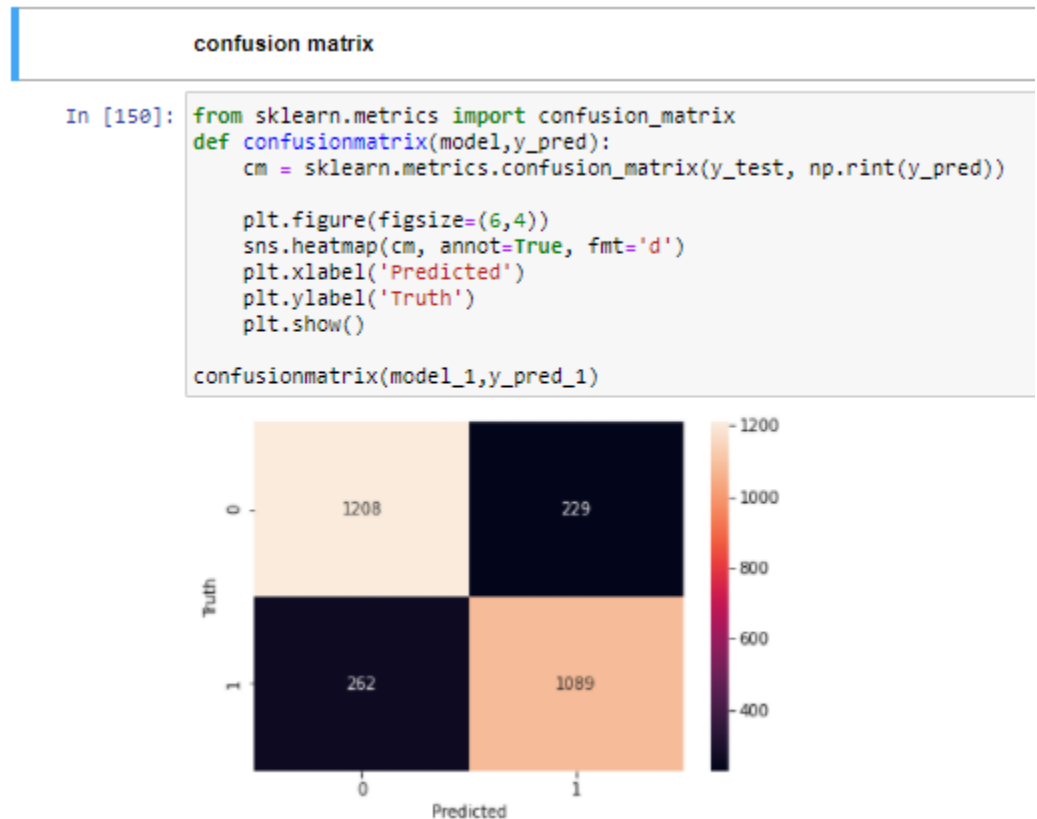 confusion matrix
In [150]: from sklearn.metrics import confusion_matrix
def confusionmatrix(model,y_pred):
    cm = sklearn.metrics.confusion_matrix(y_test, np.rint(y_pred))
    plt.figure(figsize=(6,4))
    sns.heatmap(cm, annot=True, fmt='d')
    plt.xlabel('Predicted')
    plt.ylabel('Truth')
    plt.show()
confusionmatrix(model_1,y_pred_1)
1200
0 1208 229
1000
800
Truth
600
1 262 1089
400
0 1
Predicted